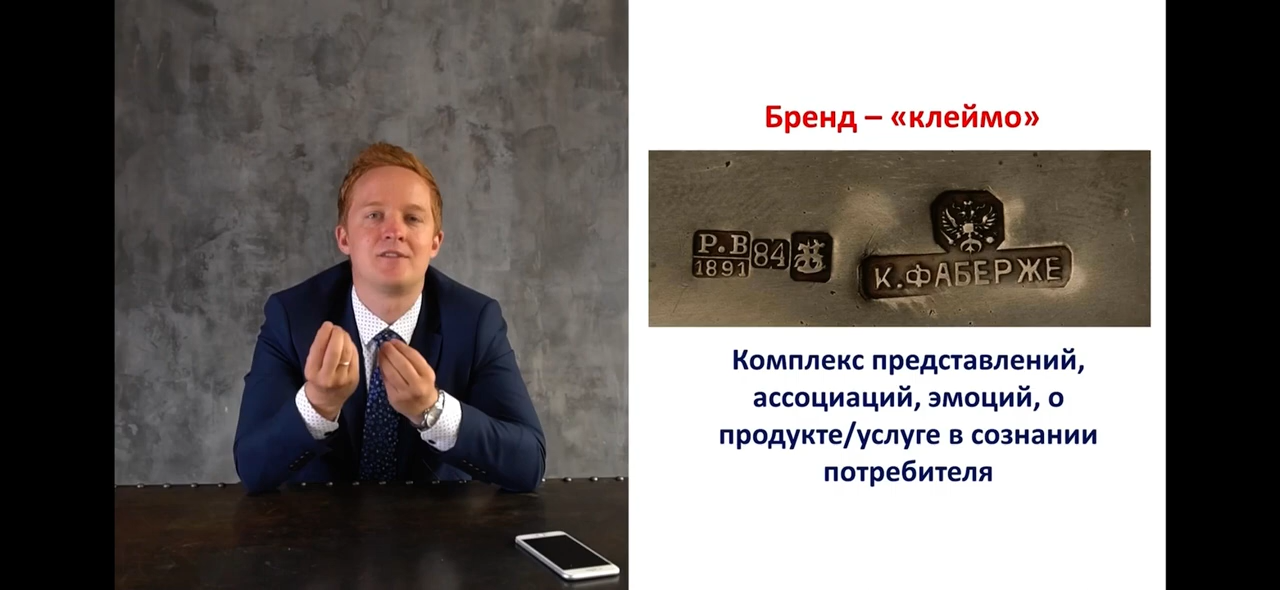 Бренд – «клеймо»
Р.В
1891
84
К.ФАБЕРЖЕ
Комплекс представлений,
ассоциаций, эмоций, о
продукте/услуге в сознании
потребителя